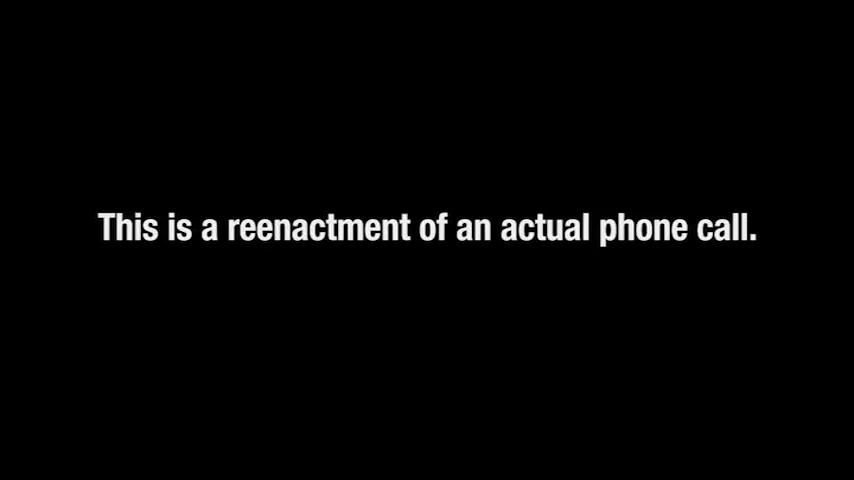 This is a reenactment of an actual phone call.